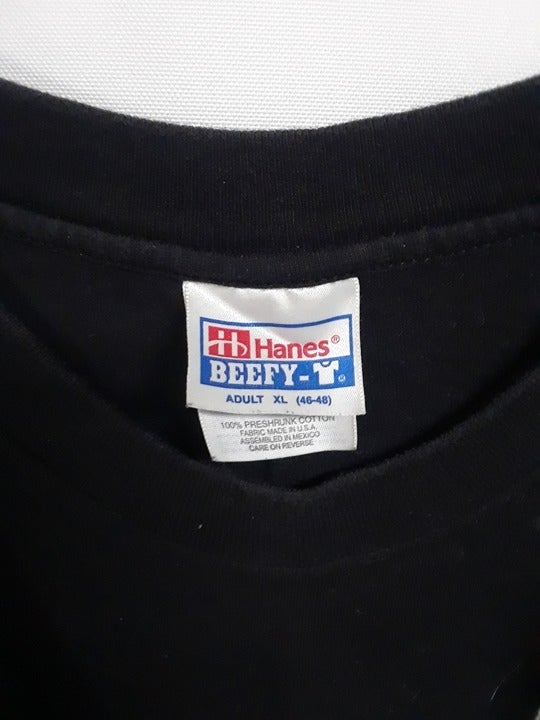 Hanes®
BEEFY-T®
ADULT XL (46-48)
100% PRESHRUNK COTTON
FABRIC MADE IN U.S.A.
ASSEMBLED IN MEXICO
CARE ON REVERSE